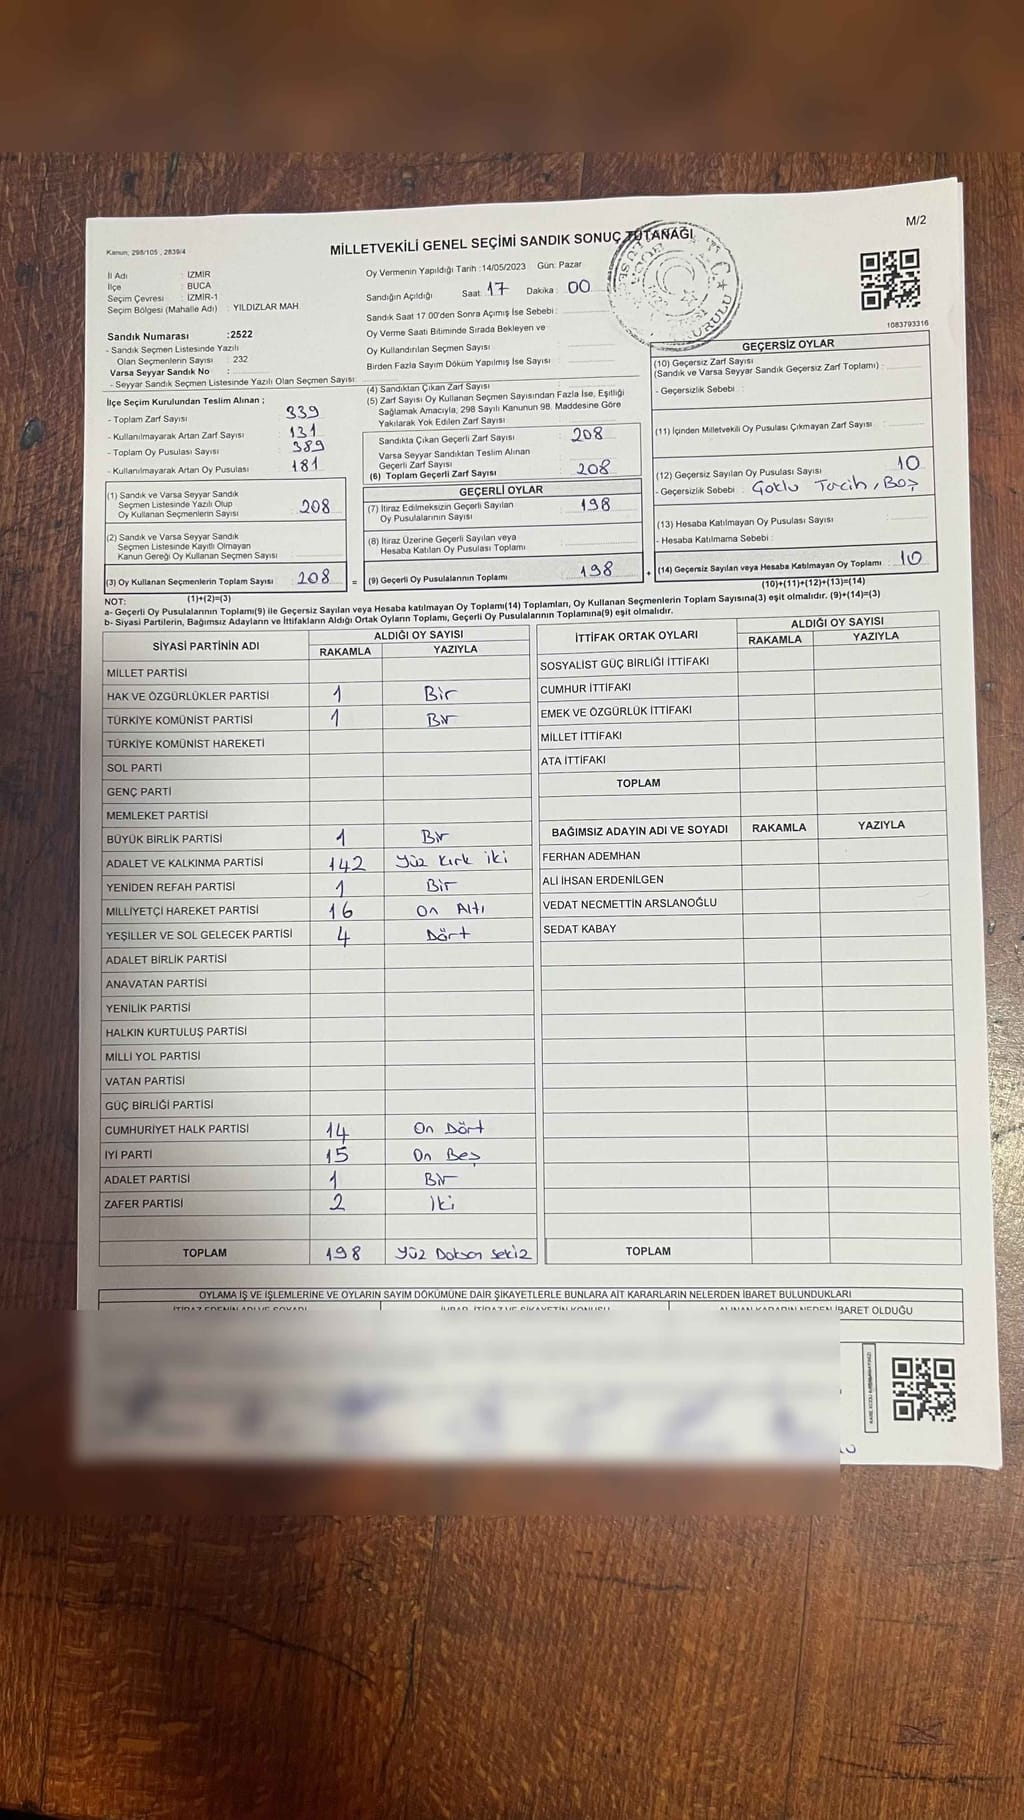 M/2
Kanun, 298/105 , 2839/4
MİLLETVEKİLİ GENEL SEÇİMİ SANDIK SONUÇ TUTANAĞI
İl Adı : İZMİR
İlçe : BUCA
Seçim Çevresi : İZMİR-1
Seçim Bölgesi (Mahalle Adı) : YILDIZLAR MAH.
Sandık Numarası :2522
- Sandık Seçmen Listesinde Yazılı
Olan Seçmenlerin Sayısı : 232
Varsa Seyyar Sandık No :
- Seyyar Sandık Seçmen Listesinde Yazılı Olan Seçmen Sayısı:
Oy Vermenin Yapıldığı Tarih :14/05/2023 Gün: Pazar
Sandığın Açıldığı Saat 17 Dakika : 00
Sandık Saat 17 00'den Sonra Açımış İse Sebebi :
Oy Verme Saati Bitiminde Sırada Bekleyen ve
Oy Kullandırılan Seçmen Sayısı :
Birden Fazla Sayım Döküm Yapılmış İse Sayısı :
1083793316
İlçe Seçim Kurulundan Teslim Alınan ;
- Toplam Zarf Sayısı : 339
- Kullanılmayarak Artan Zarf Sayısı : 131
- Toplam Oy Pusulası Sayısı : 389
- Kullanılmayarak Artan Oy Pusulası : 181
(1) Sandık ve Varsa Seyyar Sandık
Seçmen Listesinde Yazılı Olup
Oy Kullanan Seçmenlerin Sayısı : 208
(2) Sandık ve Varsa Seyyar Sandık
Seçmen Listesinde Kayıtlı Olmayan
Kanun Gereği Oy Kullanan Seçmen Sayısı :
(3) Oy Kullanan Seçmenlerin Toplam Sayısı : 208
(1)+(2)=(3)
(4) Sandıktan Çıkan Zarf Sayısı :
(5) Zarf Sayısı Oy Kullanan Seçmen Sayısından Fazla İse, Eşitliği
Sağlamak Amacıyla; 298 Sayılı Kanunun 98. Maddesine Göre
Yakılarak Yok Edilen Zarf Sayısı :
Sandıkta Çıkan Geçerli Zarf Sayısı : 208
Varsa Seyyar Sandıktan Teslim Alınan
Geçerli Zarf Sayısı :
(6) Toplam Geçerli Zarf Sayısı : 208
GEÇERLİ OYLAR
(7) İtiraz Edilmeksizin Geçerli Sayılan
Oy Pusulalarının Sayısı : 198
(8) İtiraz Üzerine Geçerli Sayılan veya
Hesaba Katılan Oy Pusulası Toplamı :
= (9) Geçerli Oy Pusulalarının Toplamı : 198
GEÇERSİZ OYLAR
(10) Geçersiz Zarf Sayısı
(Sandık ve Varsa Seyyar Sandık Geçersiz Zarf Toplamı) :
- Geçersizlik Sebebi :
(11) İçinden Milletvekili Oy Pusulası Çıkmayan Zarf Sayısı :
(12) Geçersiz Sayılan Oy Pusulası Sayısı : 10
- Geçersizlik Sebebi : Çoklu Tercih, Boş
(13) Hesaba Katılmayan Oy Pusulası Sayısı :
- Hesaba Katılmama Sebebi :
+ (14) Geçersiz Sayılan veya Hesaba Katılmayan Oy Toplamı : 10
(10)+(11)+(12)+(13)=(14)
NOT:
a- Geçerli Oy Pusulalarının Toplamı(9) ile Geçersiz Sayılan veya Hesaba katılmayan Oy Toplamı(14) Toplamları, Oy Kullanan Seçmenlerin Toplam Sayısına(3) eşit olmalıdır. (9)+(14)=(3)
b- Siyasi Partilerin, Bağımsız Adayların ve İttifakların Aldığı Ortak Oyların Toplamı, Geçerli Oy Pusulalarının Toplamına(9) eşit olmalıdır.
SİYASİ PARTİNİN ADI ALDIĞI OY SAYISI
RAKAMLA YAZIYLA
MİLLET PARTİSİ
HAK VE ÖZGÜRLÜKLER PARTİSİ 1 Bir
TÜRKİYE KOMÜNİST PARTİSİ 1 Bir
TÜRKİYE KOMÜNİST HAREKETİ
SOL PARTİ
GENÇ PARTİ
MEMLEKET PARTİSİ
BÜYÜK BİRLİK PARTİSİ 1 Bir
ADALET VE KALKINMA PARTİSİ 142 Yüz Kırk iki
YENİDEN REFAH PARTİSİ 1 Bir
MİLLİYETÇİ HAREKET PARTİSİ 16 On Altı
YEŞİLLER VE SOL GELECEK PARTİSİ 4 Dört
ADALET BİRLİK PARTİSİ
ANAVATAN PARTİSİ
YENİLİK PARTİSİ
HALKIN KURTULUŞ PARTİSİ
MİLLİ YOL PARTİSİ
VATAN PARTİSİ
GÜÇ BİRLİĞİ PARTİSİ
CUMHURİYET HALK PARTİSİ 14 On Dört
İYİ PARTİ 15 On Beş
ADALET PARTİSİ 1 Bir
ZAFER PARTİSİ 2 İki
TOPLAM 198 Yüz Doksan Sekiz
İTTİFAK ORTAK OYLARI ALDIĞI OY SAYISI
RAKAMLA YAZIYLA
SOSYALİST GÜÇ BİRLİĞİ İTTİFAKI
CUMHUR İTTİFAKI
EMEK VE ÖZGÜRLÜK İTTİFAKI
MİLLET İTTİFAKI
ATA İTTİFAKI
TOPLAM
BAĞIMSIZ ADAYIN ADI VE SOYADI RAKAMLA YAZIYLA
FERHAN ADEMHAN
ALİ İHSAN ERDENİLGEN
VEDAT NECMETTİN ARSLANOĞLU
SEDAT KABAY
TOPLAM
OYLAMA İŞ VE İŞLEMLERİNE VE OYLARIN SAYIM DÖKÜMÜNE DAİR ŞİKAYETLERLE BUNLARA AİT KARARLARIN NELERDEN İBARET BULUNDUKLARI
İTİRAZ EDENİN ADI VE SOYADI İHBAR, İTİRAZ VE ŞİKAYETİN KONUSU ALINAN KARARIN NEDEN İBARET OLDUĞU